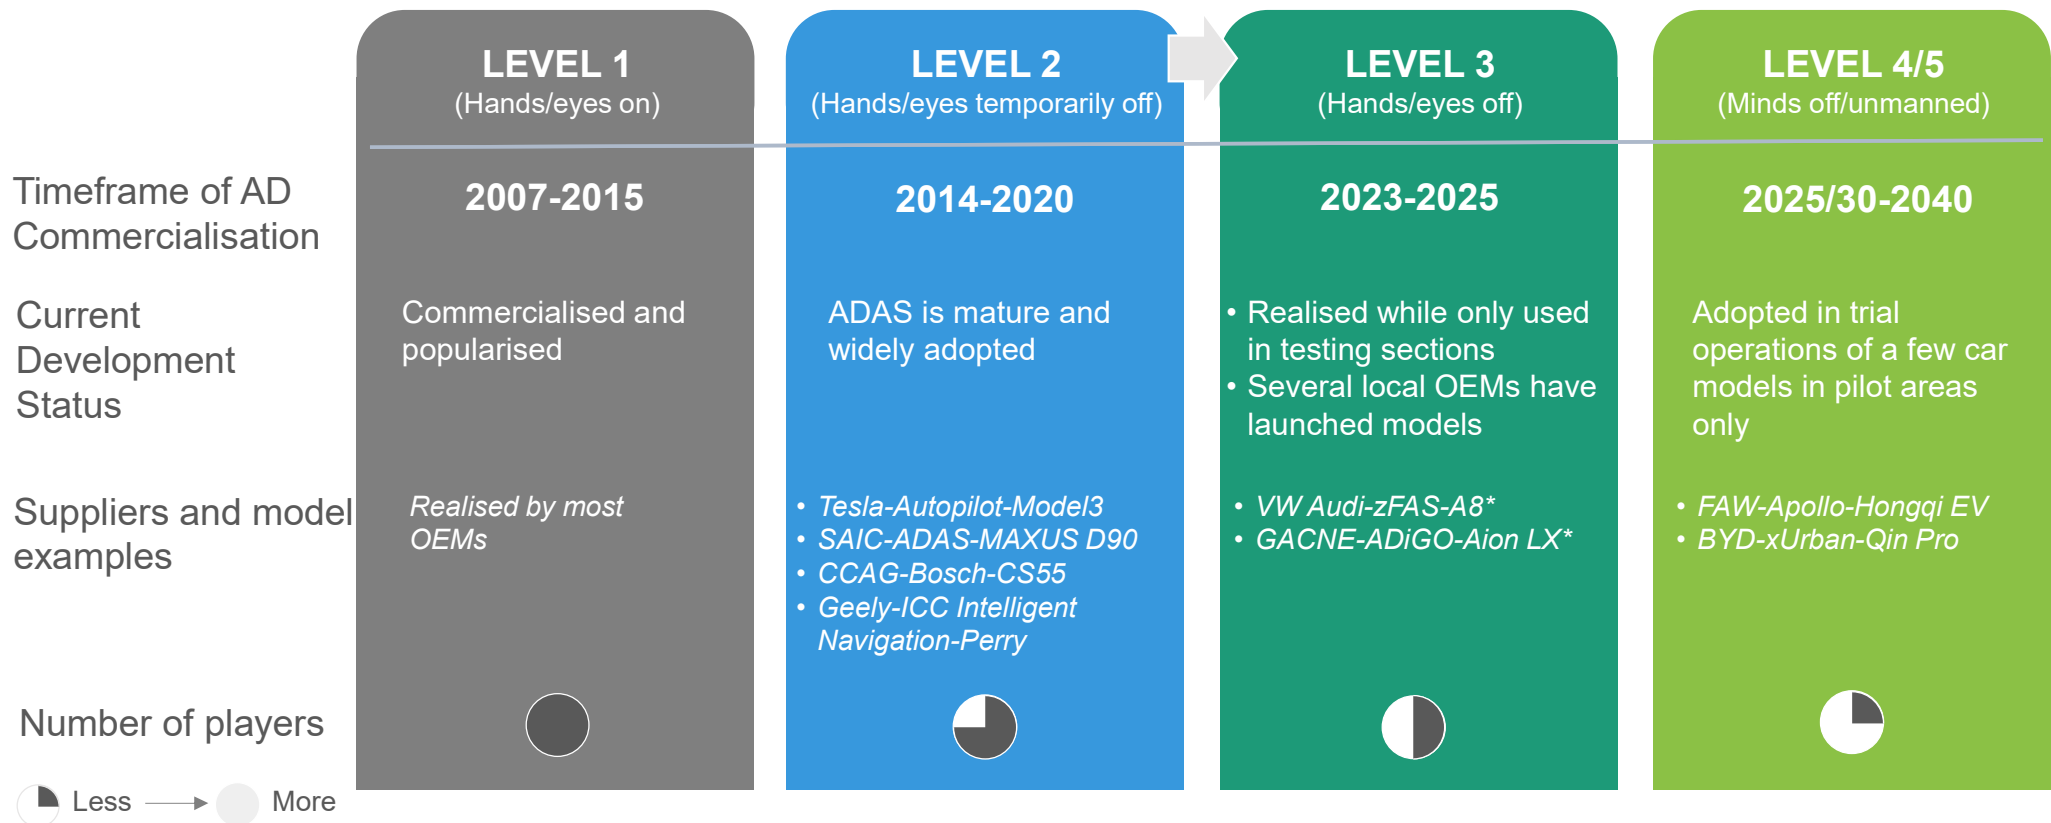 LEVEL 1
(Hands/eyes on)
LEVEL 2
(Hands/eyes temporarily off)
LEVEL 3
(Hands/eyes off)
LEVEL 4/5
(Minds off/unmanned)
Timeframe of AD
Commercialisation
2007-2015
2014-2020
2023-2025
2025/30-2040
Current
Development
Status
Commercialised and
popularised
ADAS is mature and
widely adopted
• Realised while only used
in testing sections
• Several local OEMs have
launched models
Adopted in trial
operations of a few car
models in pilot areas
only
Suppliers and model
examples
Realised by most
OEMs
• Tesla-Autopilot-Model3
• SAIC-ADAS-MAXUS D90
• CCAG-Bosch-CS55
• Geely-ICC Intelligent
Navigation-Perry
• VW Audi-zFAS-A8*
• GACNE-ADiGO-Aion LX*
• FAW-Apollo-Hongqi EV
• BYD-xUrban-Qin Pro
Number of players
Less
More